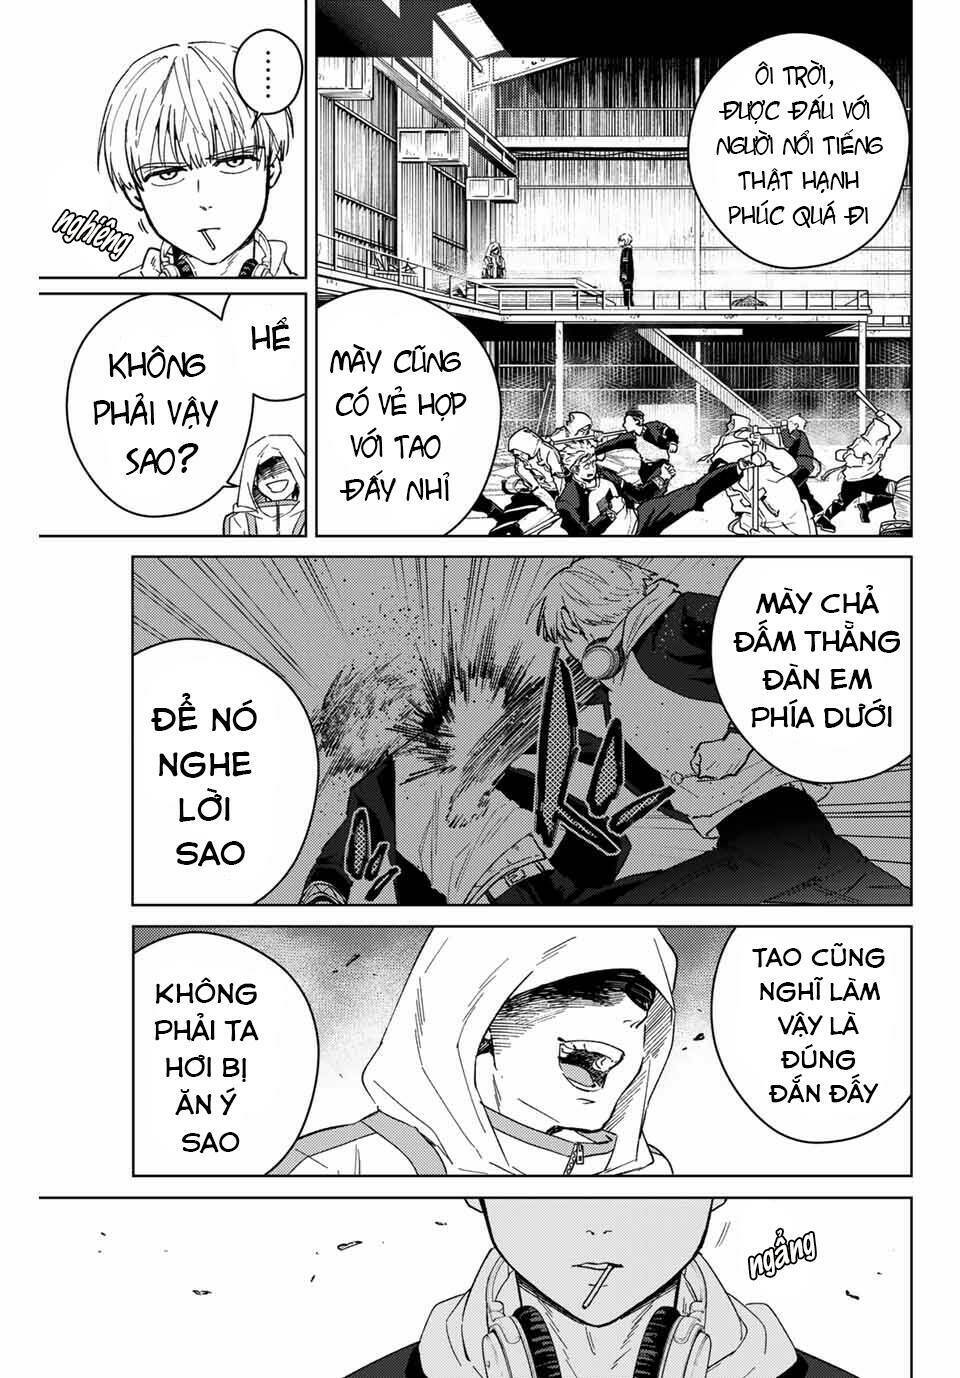 ÔI TRỜI,
ĐƯỢC ĐẤU VỚI
NGƯỜI NỔI TIẾNG
THẬT HẠNH
PHÚC QUÁ ĐI
MÀY CŨNG
CÓ VẺ HỢP
VỚI TAO
ĐẤY NHỈ
......
nghiêng
HỂ
KHÔNG
PHẢI VẬY
SAO?
MÀY CHẢ
ĐẤM THẰNG
ĐÀN EM
PHÍA DƯỚI
ĐỂ NÓ
NGHE
LỜI
SAO
TAO CŨNG
NGHĨ LÀM
VẬY LÀ
ĐÚNG
ĐẮN ĐẤY
KHÔNG
PHẢI TA
HƠI BỊ
ĂN Ý
SAO
ngẩng